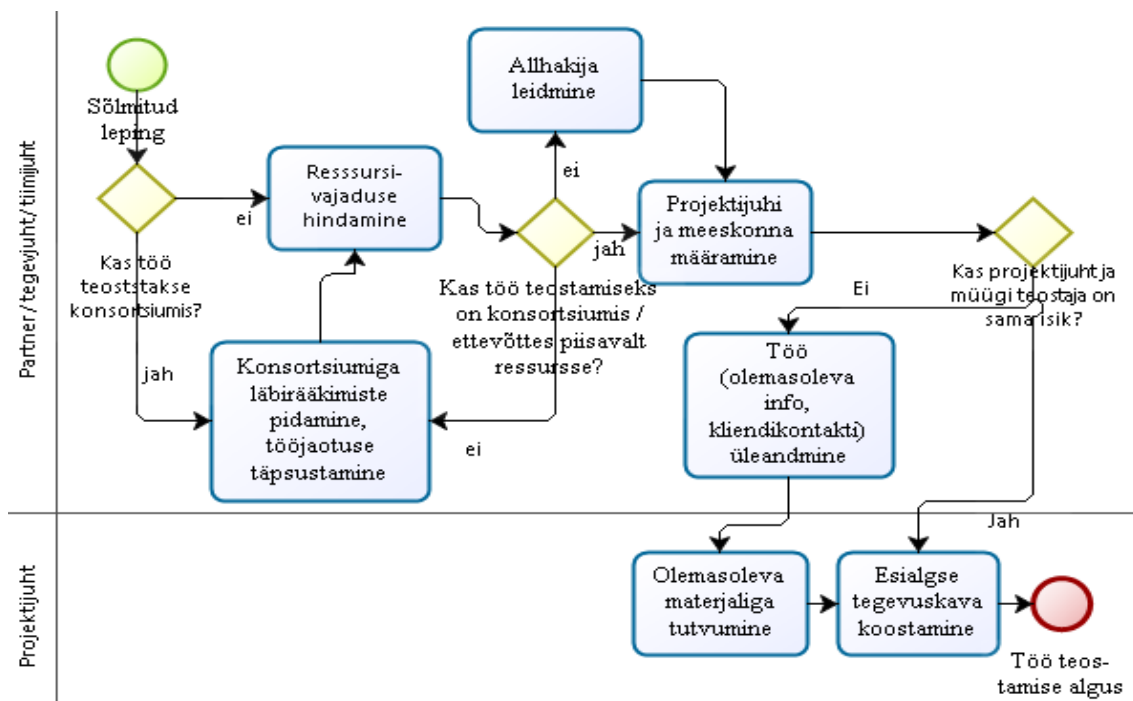 Partner/tegevjuht/tiimijuht
Sõlmitud
leping
Kas töö
teoststakse
konsortsiumis?
ei
jah
Resssursi-
vajaduse
hindamine
Konsortsiumiga
läbirääkimiste
pidamine,
tööjaotuse
täpsustamine
Allhakija
leidmine
ei
jah
Kas töö teostamiseks
on konsortsiumis /
ettevõttes piisavalt
ressursse?
ei
Projektijuhi
ja meeskonna
määramine
Kas projektijuht ja
müügi teostaja on
sama isik?
Ei
Töö
(olemasoleva
info,
kliendikontakti)
üleandmine
Jah
Projektijuht
Olemasoleva
materjaliga
tutvumine
Esialgse
tegevuskava
koostamine
Töö teos-
tamise algus